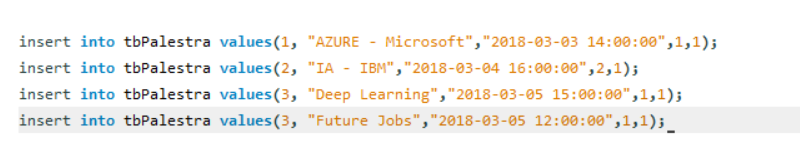 insert into tbPalestra values(1, "AZURE - Microsoft","2018-03-03 14:00:00",1,1);
insert into tbPalestra values(2, "IA - IBM","2018-03-04 16:00:00",2,1);
insert into tbPalestra values(3, "Deep Learning","2018-03-05 15:00:00",1,1);
insert into tbPalestra values(3, "Future Jobs","2018-03-05 12:00:00",1,1);